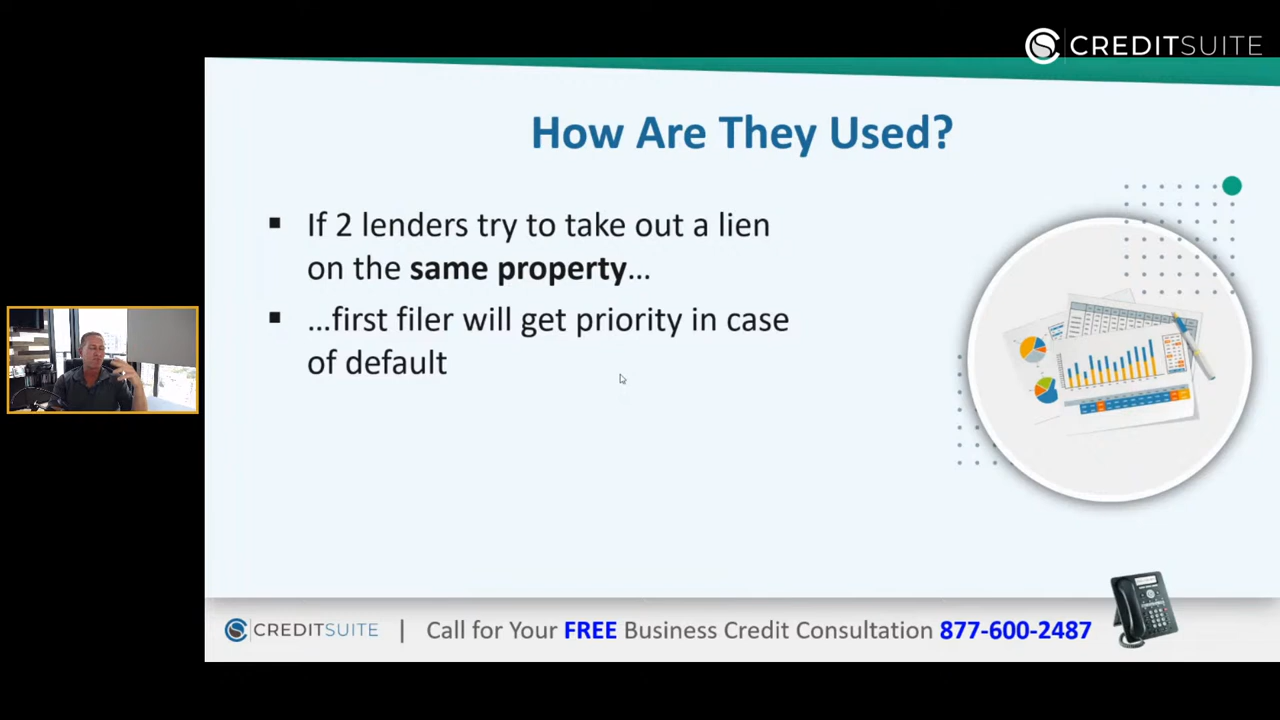 CREDITSUITE
How Are They Used?
▪ If 2 lenders try to take out a lien
on the same property...
▪ ...first filer will get priority in case
of default
CREDITSUITE | Call for Your FREE Business Credit Consultation 877-600-2487